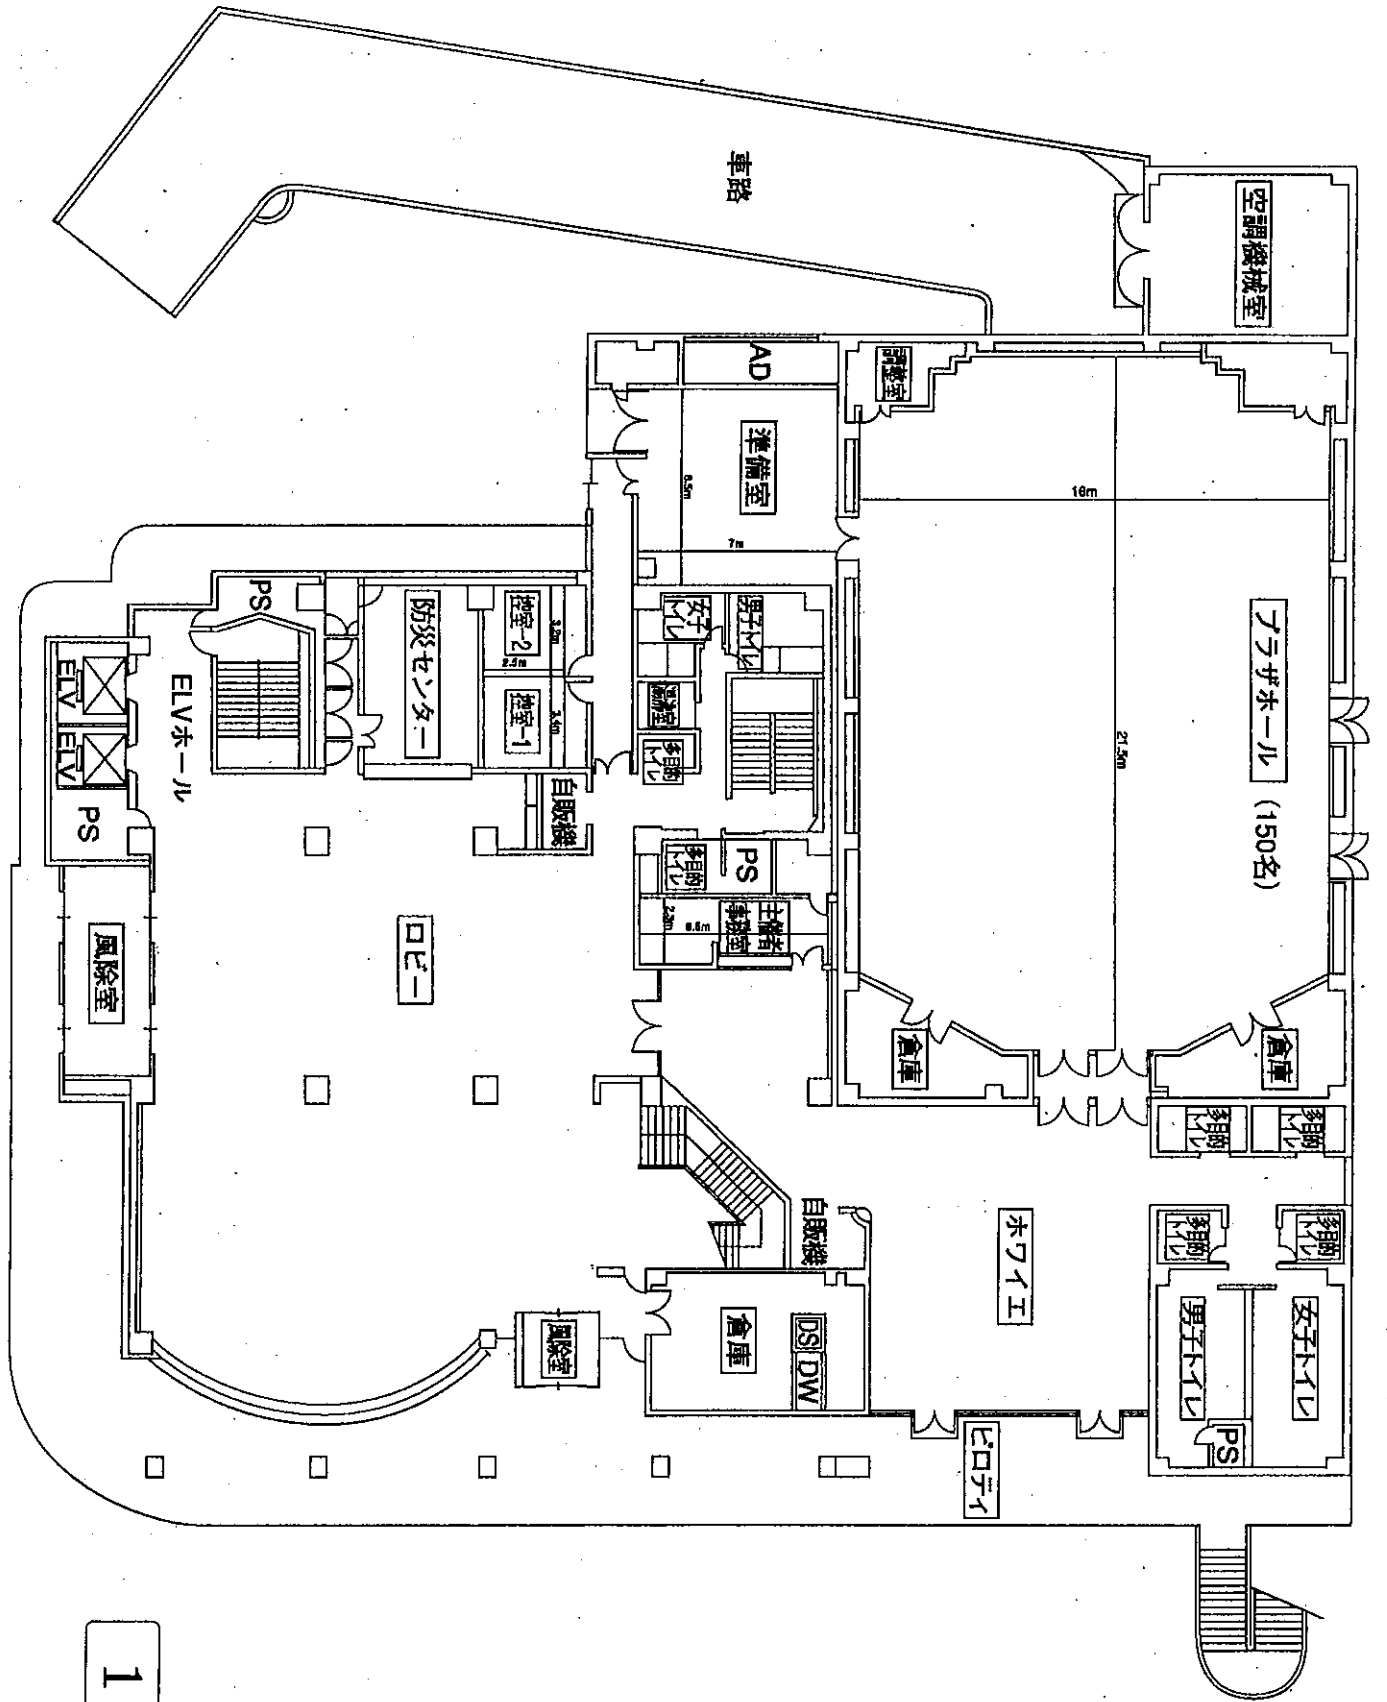 空調機械室
プラザホール (150名)
倉庫
多目的
トイレ
多目的
トイレ
女子トイレ
多目的
トイレ
多目的
トイレ
男子トイレ
PS
16m
21.5m
調整室
倉庫
ホワイエ
ピロティ
車路
AD
準備室
6.5m
7m
男子トイレ
女子
トイレ
湯沸室
多目的
トイレ
PS
多目的
トイレ
主催者
事務室
2.3m
6.6m
自販機
DS
DW
倉庫
控室-2
3.2m
2.5m
控室-1
3.4m
自販機
風除室
防災センター
ロビー
PS
ELVホール
ELV
ELV
PS
風除室
1